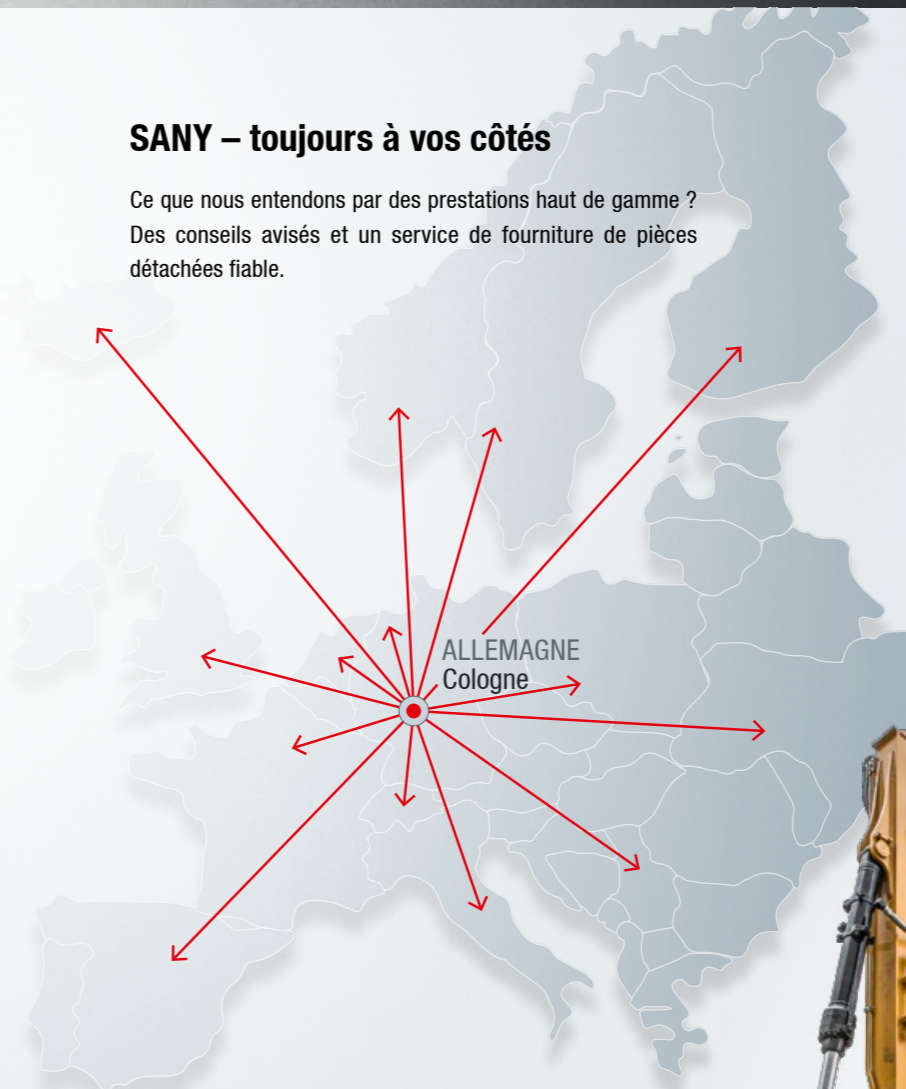 SANY – toujours à vos côtés
Ce que nous entendons par des prestations haut de gamme ?
Des conseils avisés et un service de fourniture de pièces
détachées fiable.
ALLEMAGNE
Cologne